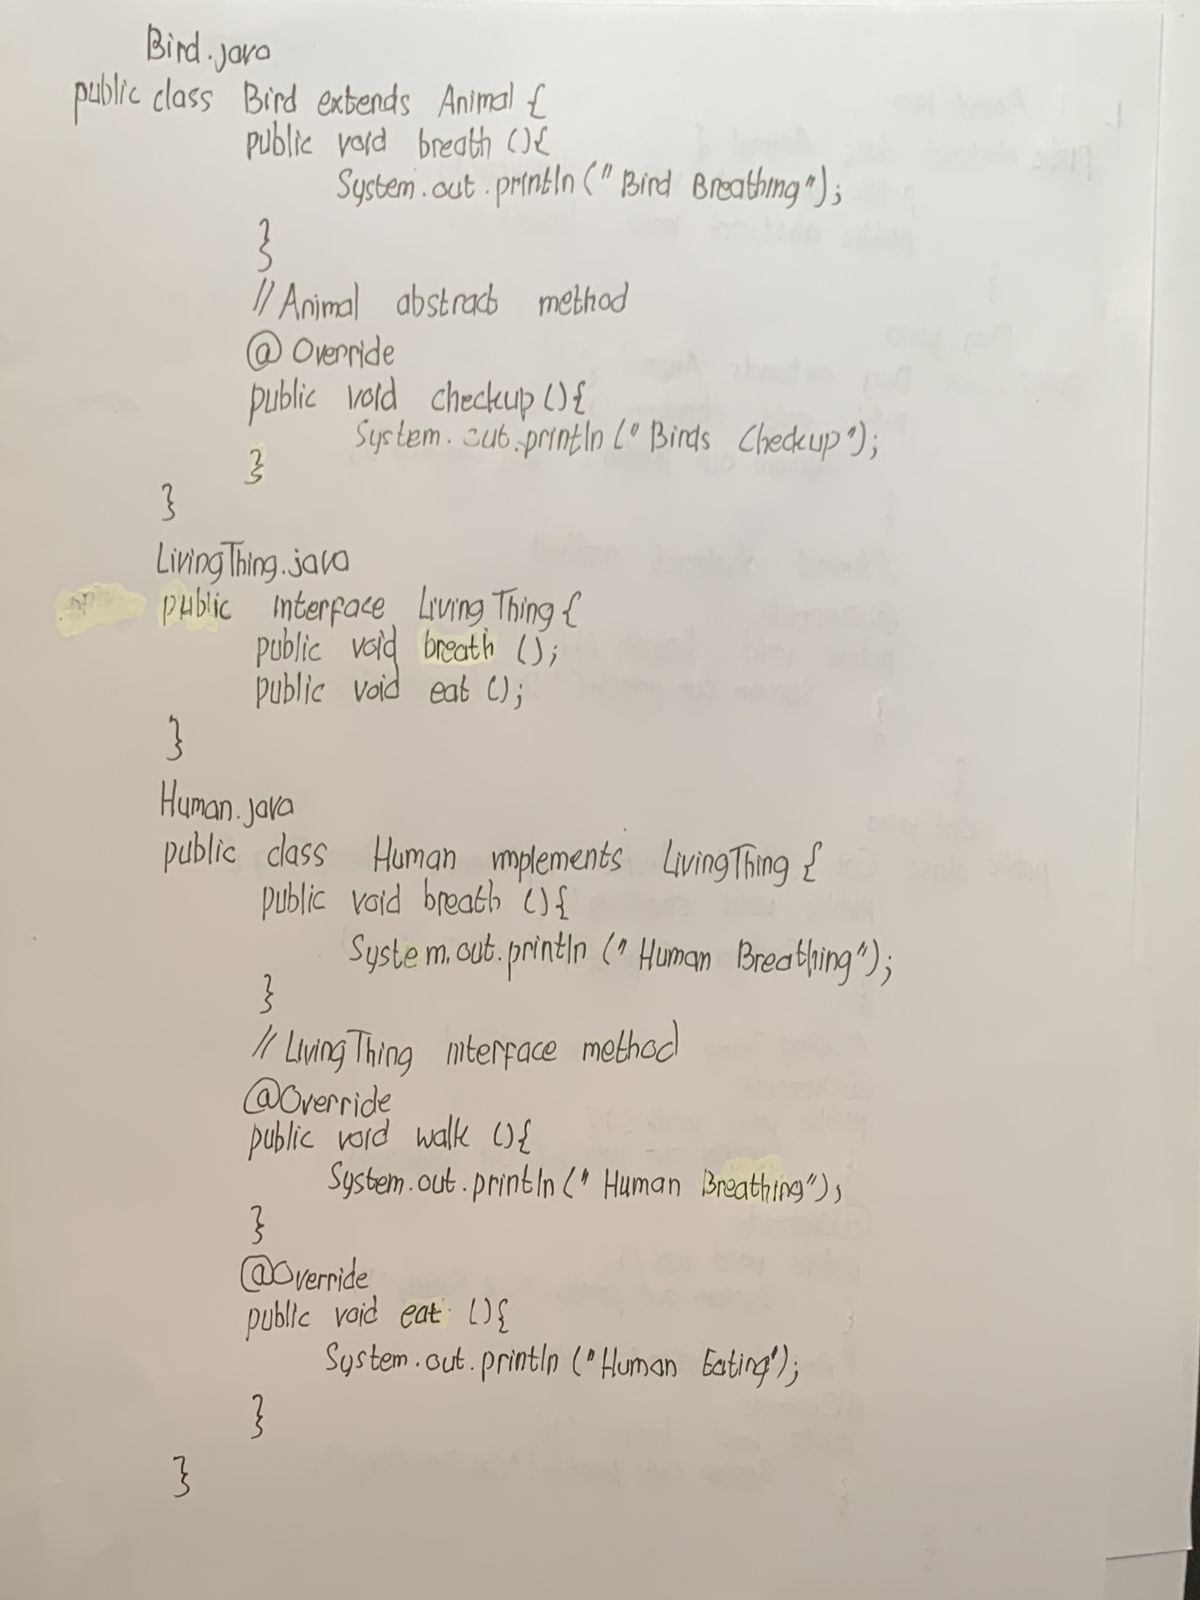 Bird.java
public class Bird extends Animal {
public void breath (){
System.out.println (" Bird Breathing");
}
// Animal abstract method
@ Override
public void checkup (){
System.out.println (" Birds Checkup");
}
}
LivingThing.java
public interface LivingThing {
public void breath ();
public void eat ();
}
Human.java
public class Human implements LivingThing {
public void breath (){
System.out.println (" Human Breathing");
}
// LivingThing interface method
@Override
public void walk (){
System.out.println (" Human Breathing");
}
@Override
public void eat (){
System.out.println ("Human Eating");
}
}